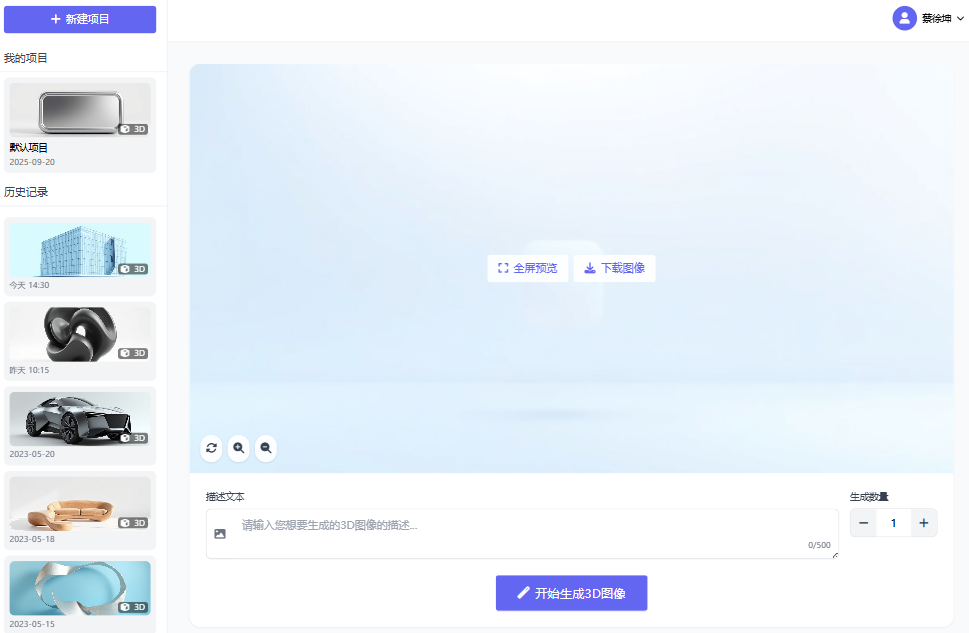 新建项目
蔡徐坤
我的项目
3D
默认项目
2025-09-20
历史记录
3D
今天 14:30
3D
昨天 10:15
3D
2023-05-20
3D
2023-05-18
3D
2023-05-15
全屏预览 下载图像
描述文本
生成数量
请输入您想要生成的3D图像的描述...
0/500
1
开始生成3D图像